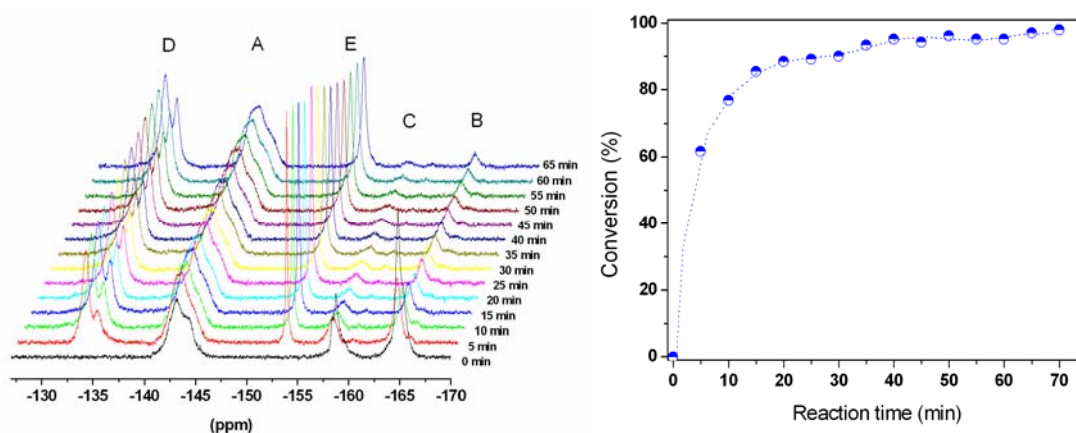 D A E
C B
65 min
60 min
55 min
50 min
45 min
40 min
35 min
30 min
25 min
20 min
15 min
10 min
5 min
0 min
-130 -135 -140 -145 -150 -155 -160 -165 -170
(ppm)
Conversion (%)
100
80
60
40
20
0
0 10 20 30 40 50 60 70
Reaction time (min)